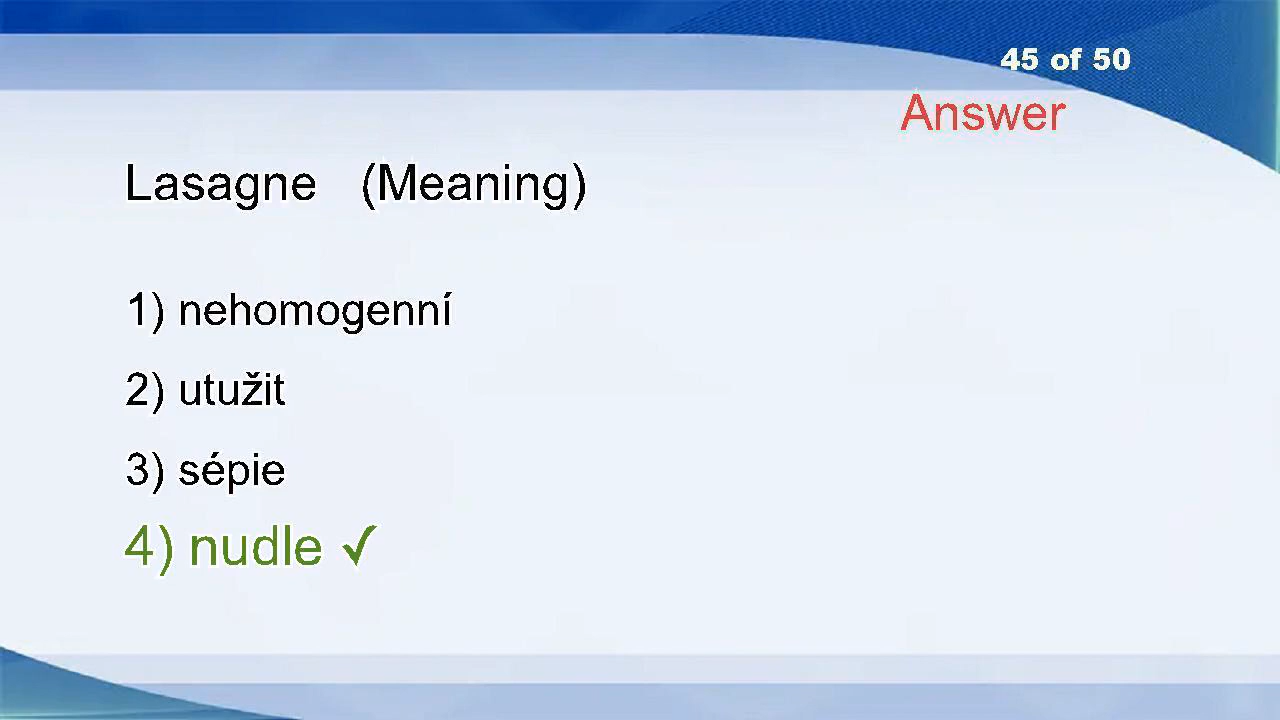 45 of 50
Answer
Lasagne (Meaning)
1) nehomogenní
2) utužit
3) sépie
4) nudle ✓